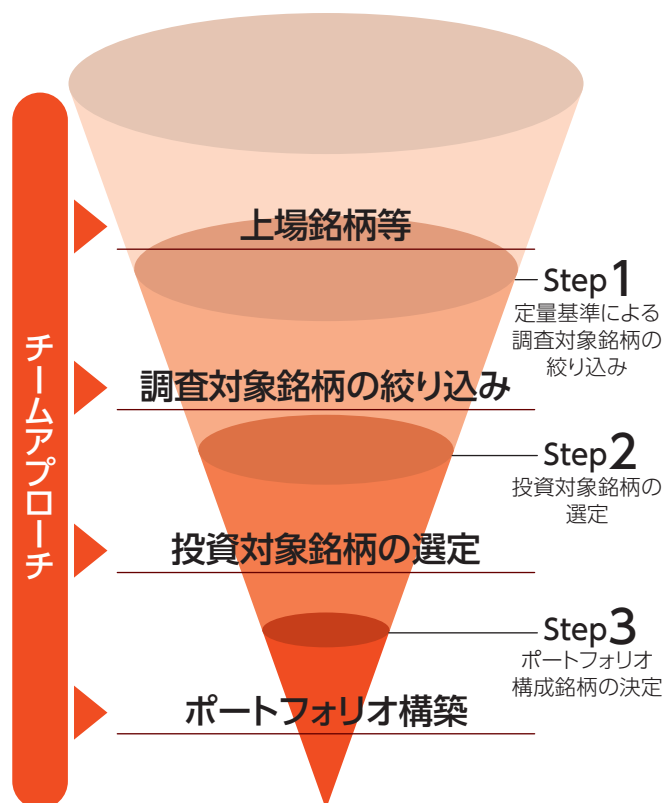 チームアプローチ
上場銘柄等
Step1
定量基準による
調査対象銘柄の
絞り込み
調査対象銘柄の絞り込み
Step2
投資対象銘柄の
選定
投資対象銘柄の選定
Step3
ポートフォリオ
構成銘柄の決定
ポートフォリオ構築